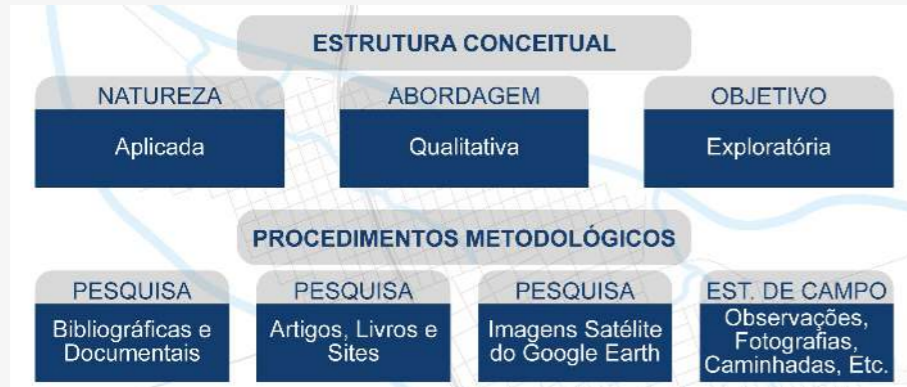 ESTRUTURA CONCEITUAL
NATUREZA
Aplicada
ABORDAGEM
Qualitativa
OBJETIVO
Exploratória
PROCEDIMENTOS METODOLÓGICOS
PESQUISA
Bibliográficas e
Documentais
PESQUISA
Artigos, Livros e
Sites
PESQUISA
Imagens Satélite
do Google Earth
EST. DE CAMPO
Observações,
Fotografias,
Caminhadas, Etc.